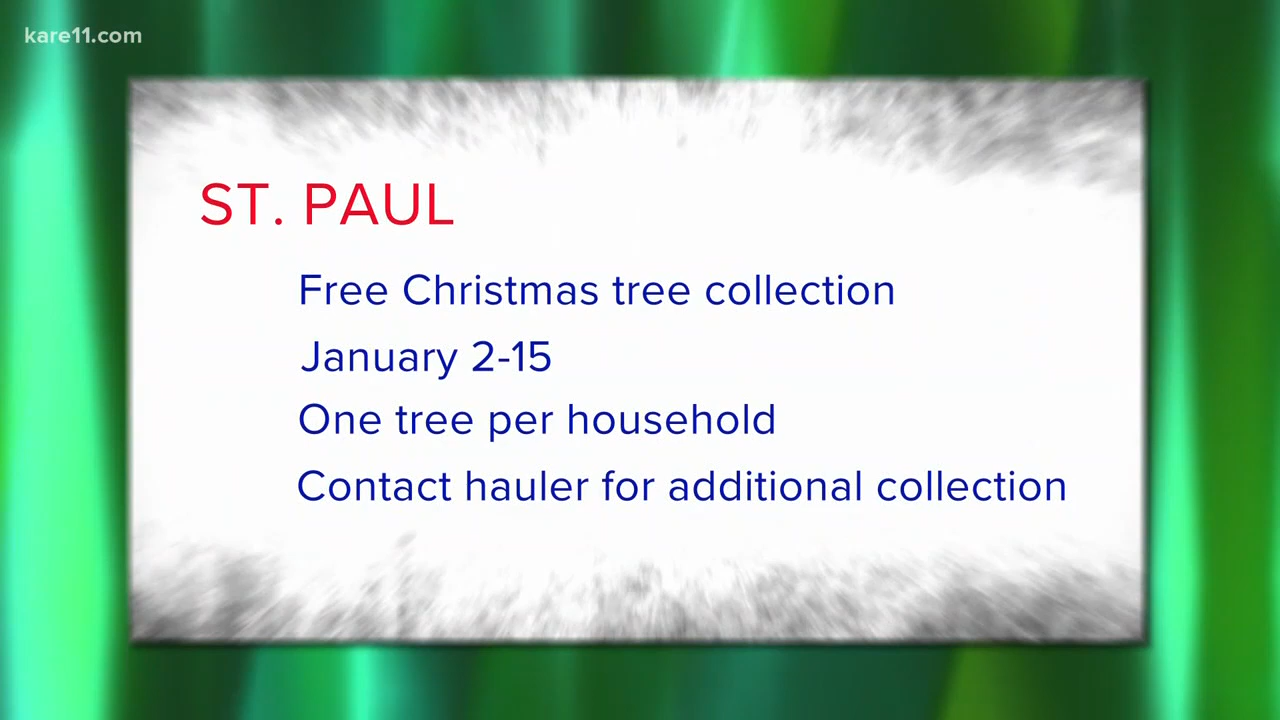 kare11.com
ST. PAUL
Free Christmas tree collection
January 2-15
One tree per household
Contact hauler for additional collection